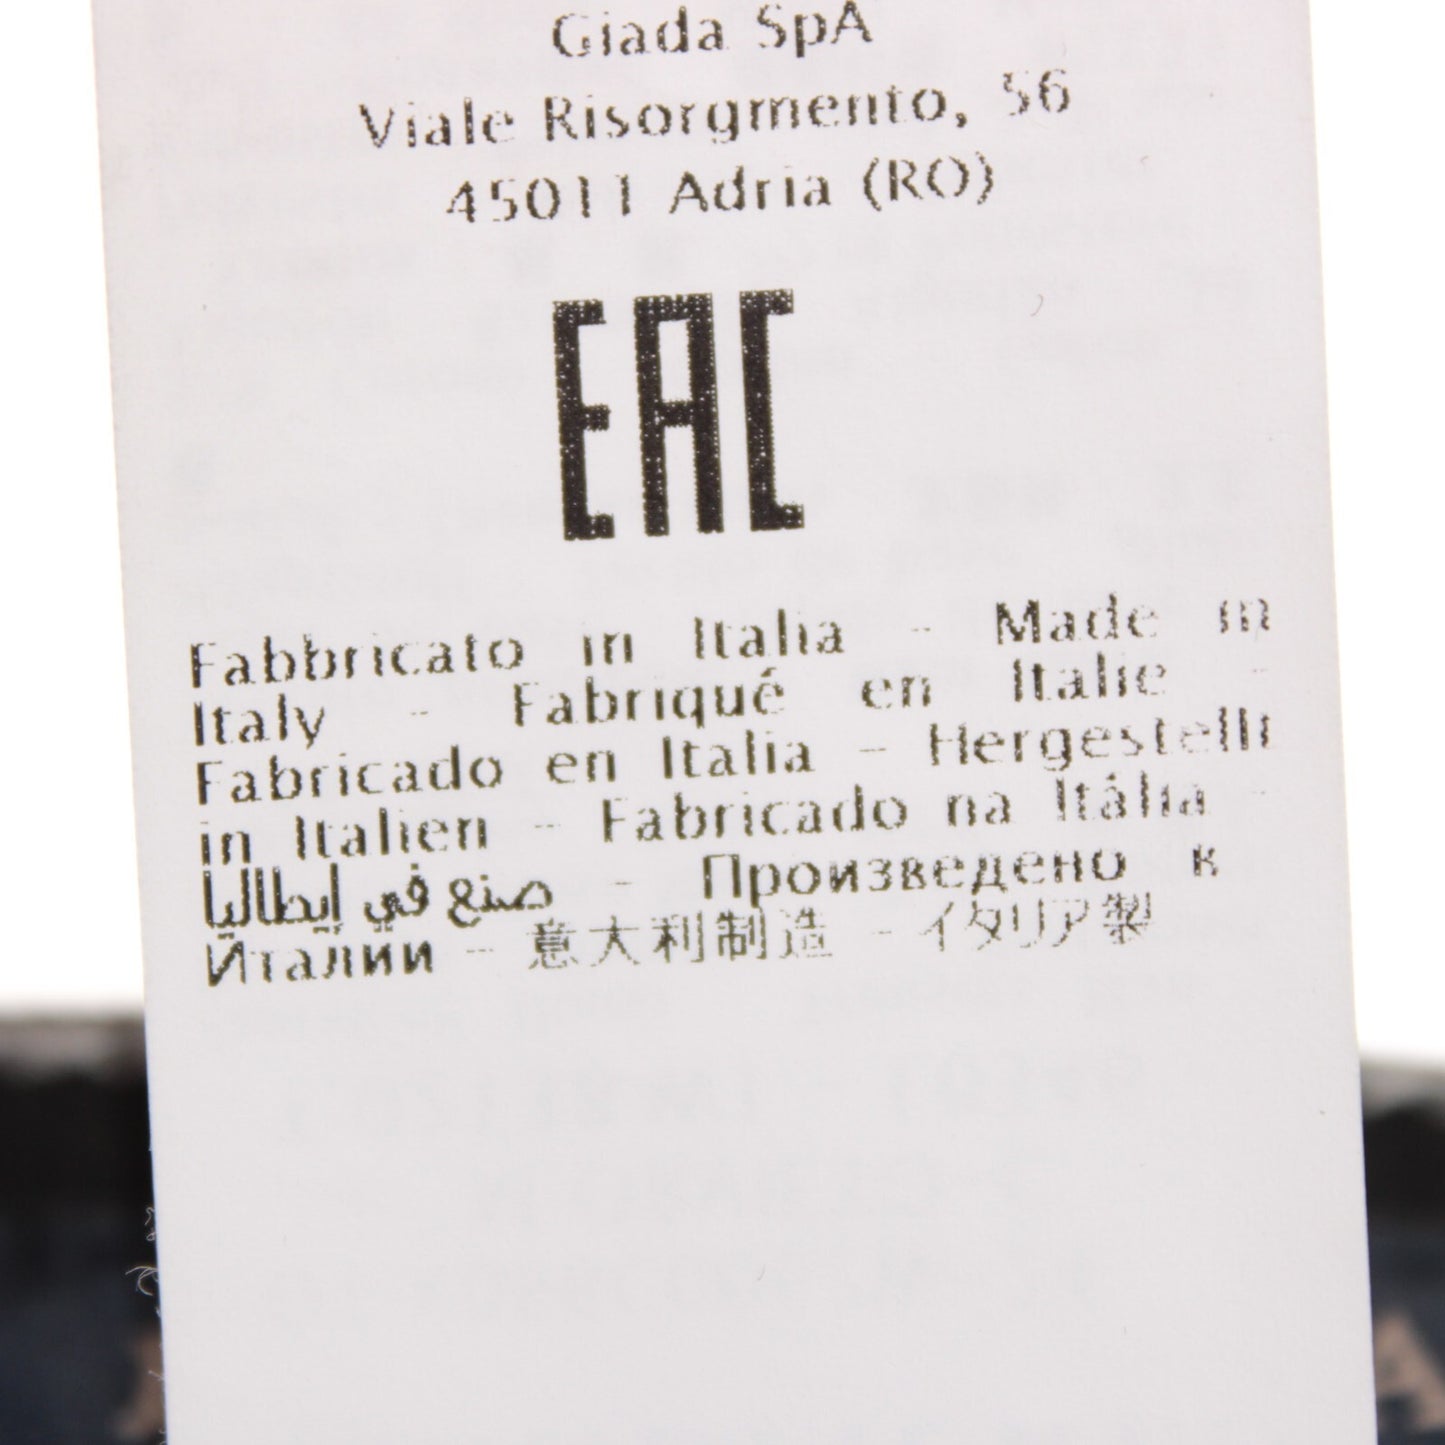 Giada SpA
Viale Risorgmento, 56
45011 Adria (RO)
EAC
Fabbricato in Italia - Made in
Italy - Fabriqué en Italie -
Fabricado en Italia - Hergestellt
in Italien - Fabricado na Itália -
صنع في إيطاليا - Произведено к
Италии - 意大利制造 - イタリア製